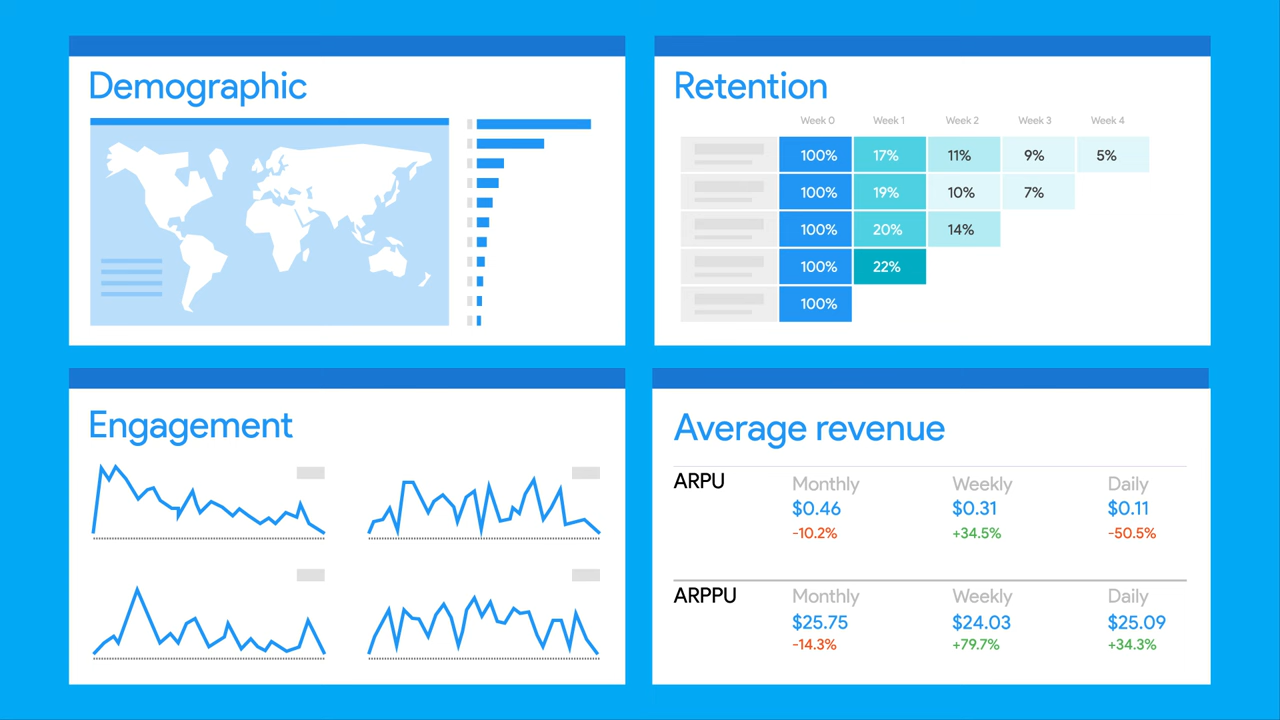 Demographic
Retention
Week 0 Week 1 Week 2 Week 3 Week 4
100% 17% 11% 9% 5%
100% 19% 10% 7%
100% 20% 14%
100% 22%
100%
Engagement
Average revenue
ARPU Monthly Weekly Daily
$0.46 $0.31 $0.11
-10.2% +34.5% -50.5%
ARPPU Monthly Weekly Daily
$25.75 $24.03 $25.09
-14.3% +79.7% +34.3%